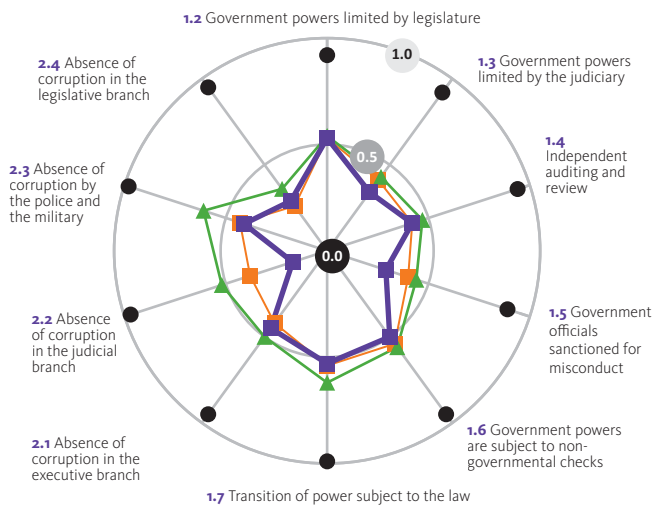 1.2 Government powers limited by legislature
1.0
1.3 Government powers
limited by the judiciary
2.4 Absence of
corruption in the
legislative branch
1.4
Independent
auditing and
review
0.5
2.3 Absence of
corruption by
the police and
the military
0.0
1.5 Government
officials
sanctioned for
misconduct
2.2 Absence
of corruption
in the judicial
branch
1.6 Government powers
are subject to non-
governmental checks
2.1 Absence of
corruption in the
executive branch
1.7 Transition of power subject to the law